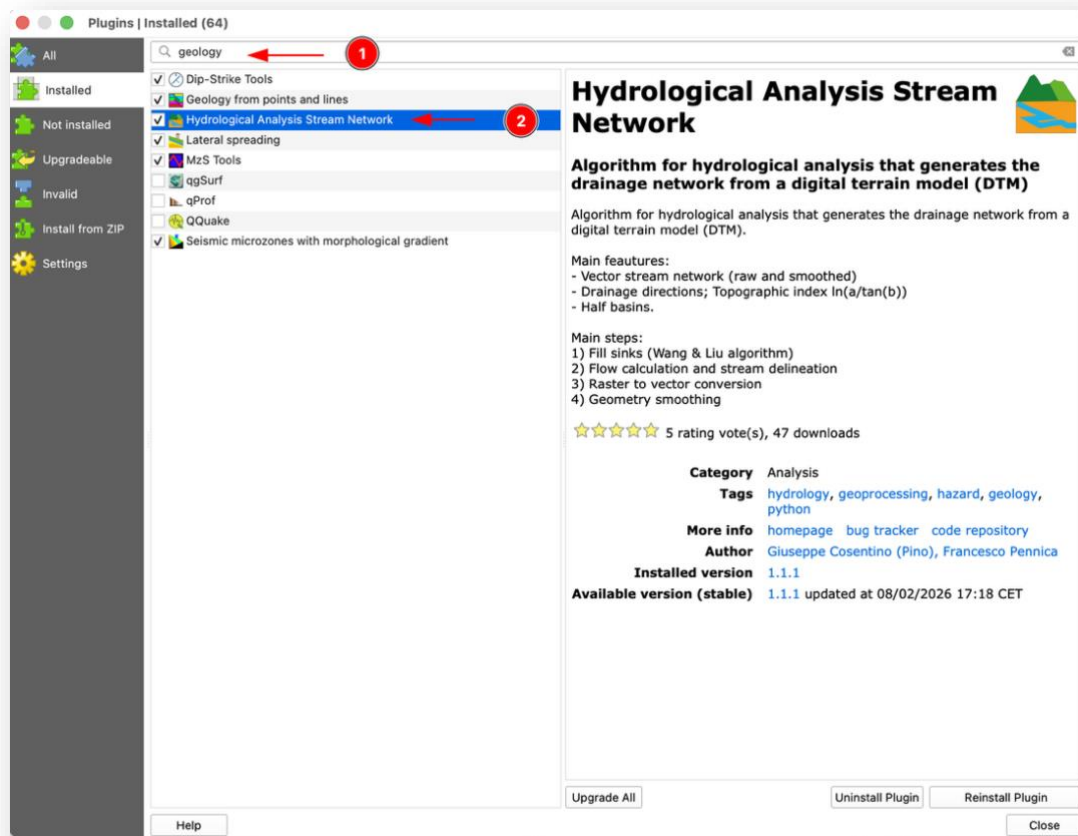 Plugins | Installed (64)
All
Installed
Not installed
Upgradeable
Invalid
Install from ZIP
Settings
geology
1
Dip-Strike Tools
Geology from points and lines
Hydrological Analysis Stream Network
2
Lateral spreading
MzS Tools
qgSurf
qProf
QQuake
Seismic microzones with morphological gradient
Hydrological Analysis Stream
Network
Algorithm for hydrological analysis that generates the
drainage network from a digital terrain model (DTM)
Algorithm for hydrological analysis that generates the drainage network from a
digital terrain model (DTM).
Main feautures:
- Vector stream network (raw and smoothed)
- Drainage directions; Topographic index ln(a/tan(b))
- Half basins.
Main steps:
1) Fill sinks (Wang & Liu algorithm)
2) Flow calculation and stream delineation
3) Raster to vector conversion
4) Geometry smoothing
5 rating vote(s), 47 downloads
Category Analysis
Tags hydrology, geoprocessing, hazard, geology,
python
More info homepage bug tracker code repository
Author Giuseppe Cosentino (Pino), Francesco Pennica
Installed version 1.1.1
Available version (stable) 1.1.1 updated at 08/02/2026 17:18 CET
Upgrade All Uninstall Plugin Reinstall Plugin
Help Close